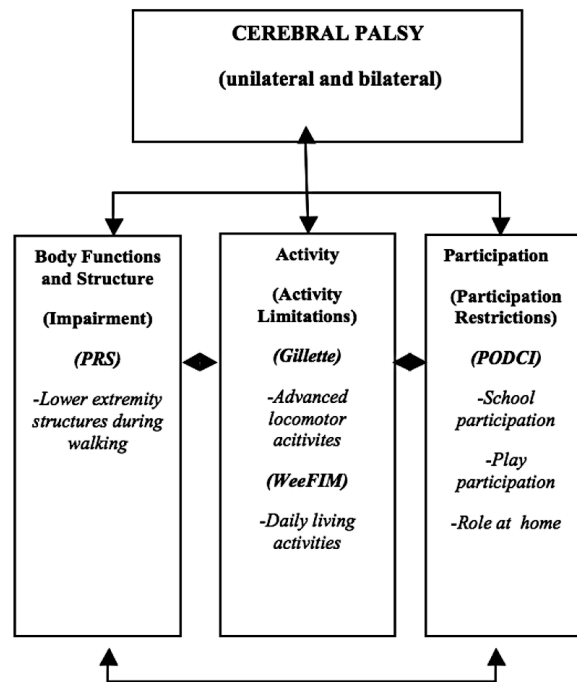 CEREBRAL PALSY
(unilateral and bilateral)
Body Functions
and Structure
(Impairment)
(PRS)
-Lower extremity
structures during
walking
Activity
(Activity
Limitations)
(Gillette)
-Advanced
locomotor
acitivites
(WeeFIM)
-Daily living
activities
Participation
(Participation
Restrictions)
(PODCI)
-School
participation
-Play
participation
-Role at home